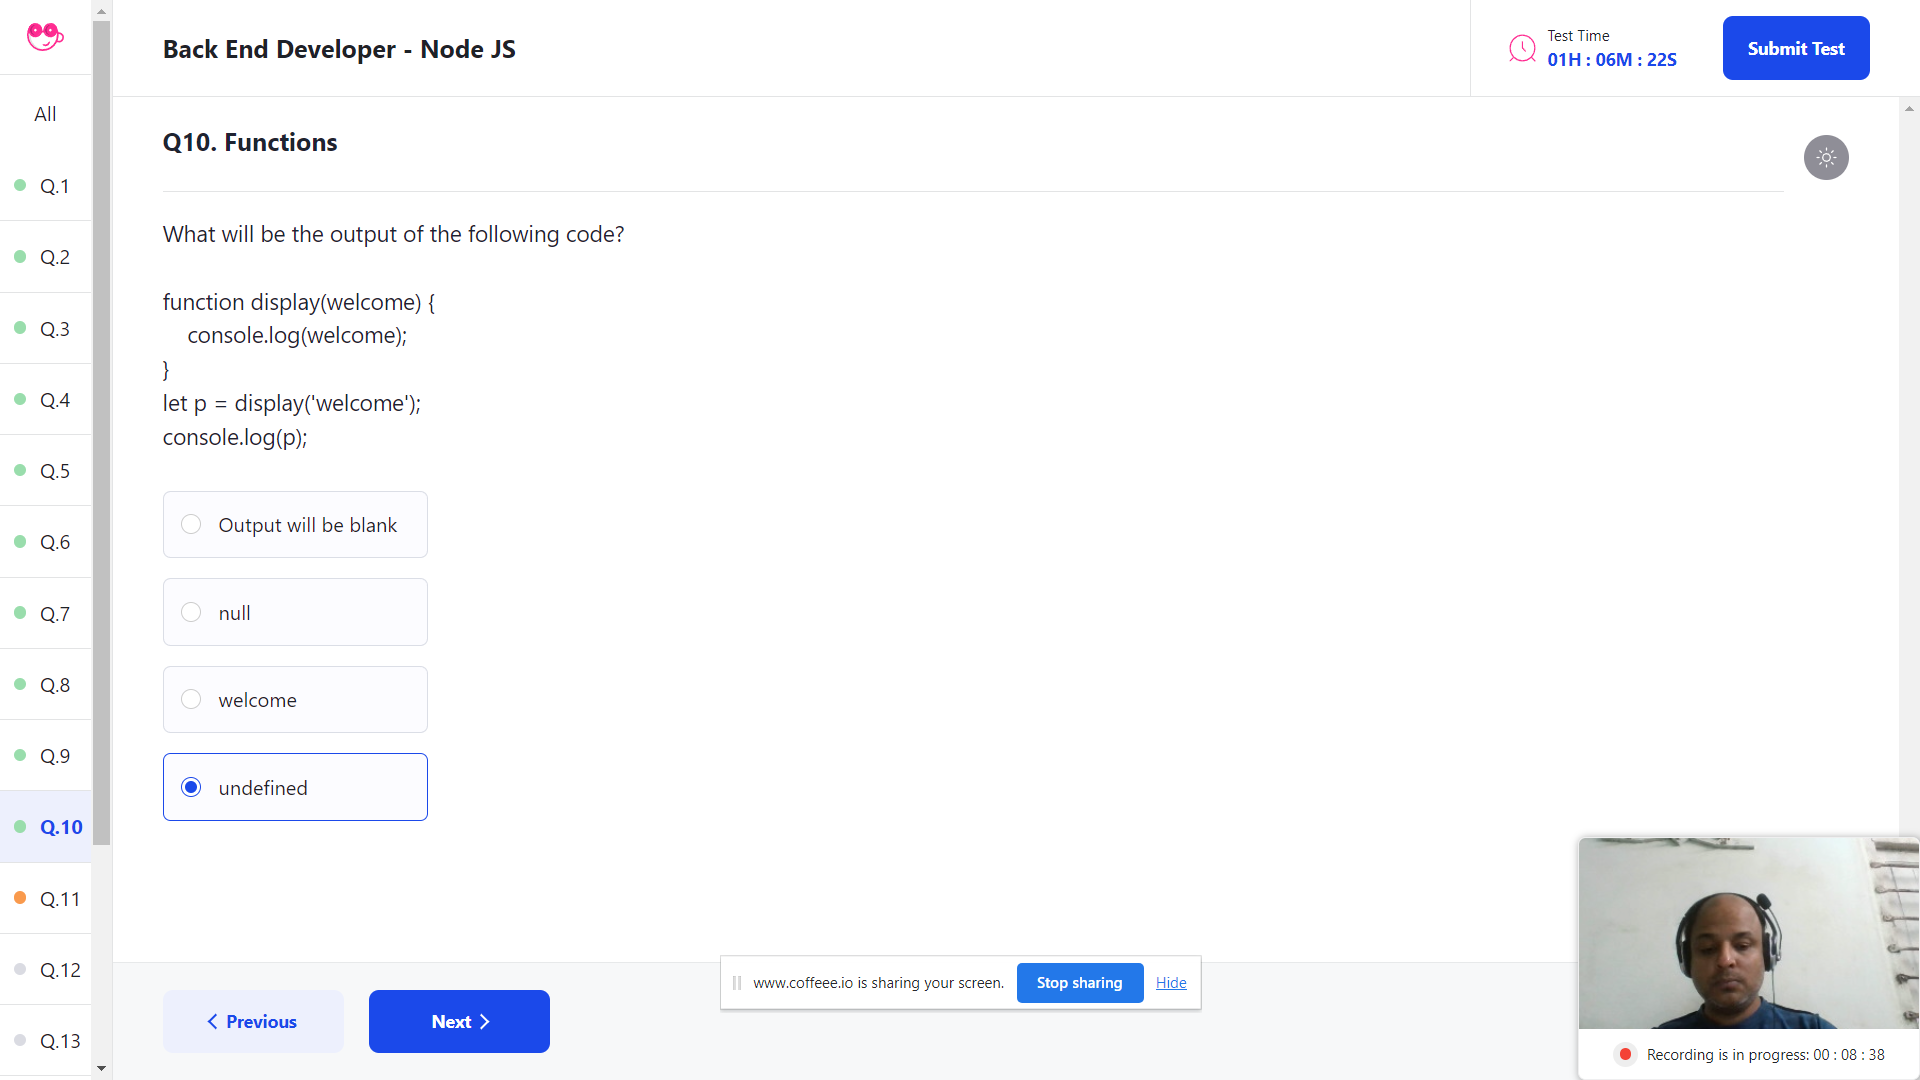 Back End Developer - Node JS
Test Time
01H : 06M : 22S
Submit Test
All
Q.1
Q.2
Q.3
Q.4
Q.5
Q.6
Q.7
Q.8
Q.9
Q.10
Q.11
Q.12
Q.13
Q10. Functions
What will be the output of the following code?
function display(welcome) {
console.log(welcome);
}
let p = display('welcome');
console.log(p);
Output will be blank
null
welcome
undefined
Previous
Next
www.coffeee.io is sharing your screen.
Stop sharing
Hide
Recording is in progress: 00 : 08 : 38